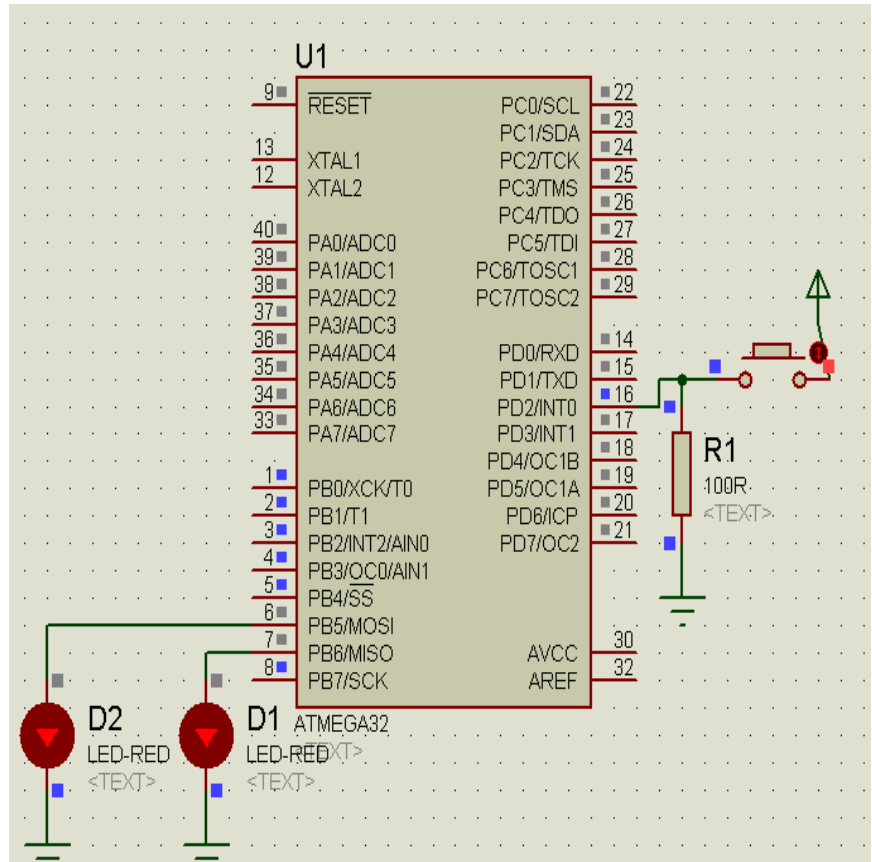 U1
9 RESET
13 XTAL1
12 XTAL2
40 PA0/ADC0
39 PA1/ADC1
38 PA2/ADC2
37 PA3/ADC3
36 PA4/ADC4
35 PA5/ADC5
34 PA6/ADC6
33 PA7/ADC7
1 PB0/XCK/T0
2 PB1/T1
3 PB2/INT2/AIN0
4 PB3/OC0/AIN1
5 PB4/SS
6 PB5/MOSI
7 PB6/MISO
8 PB7/SCK
PC0/SCL 22
PC1/SDA 23
PC2/TCK 24
PC3/TMS 25
PC4/TDO 26
PC5/TDI 27
PC6/TOSC1 28
PC7/TOSC2 29
PD0/RXD 14
PD1/TXD 15
PD2/INT0 16
PD3/INT1 17
PD4/OC1B 18
PD5/OC1A 19
PD6/ICP 20
PD7/OC2 21
AVCC 30
AREF 32
ATMEGA32
<TEXT>
R1
100R
<TEXT>
D2
LED-RED
<TEXT>
D1
LED-RED
<TEXT>